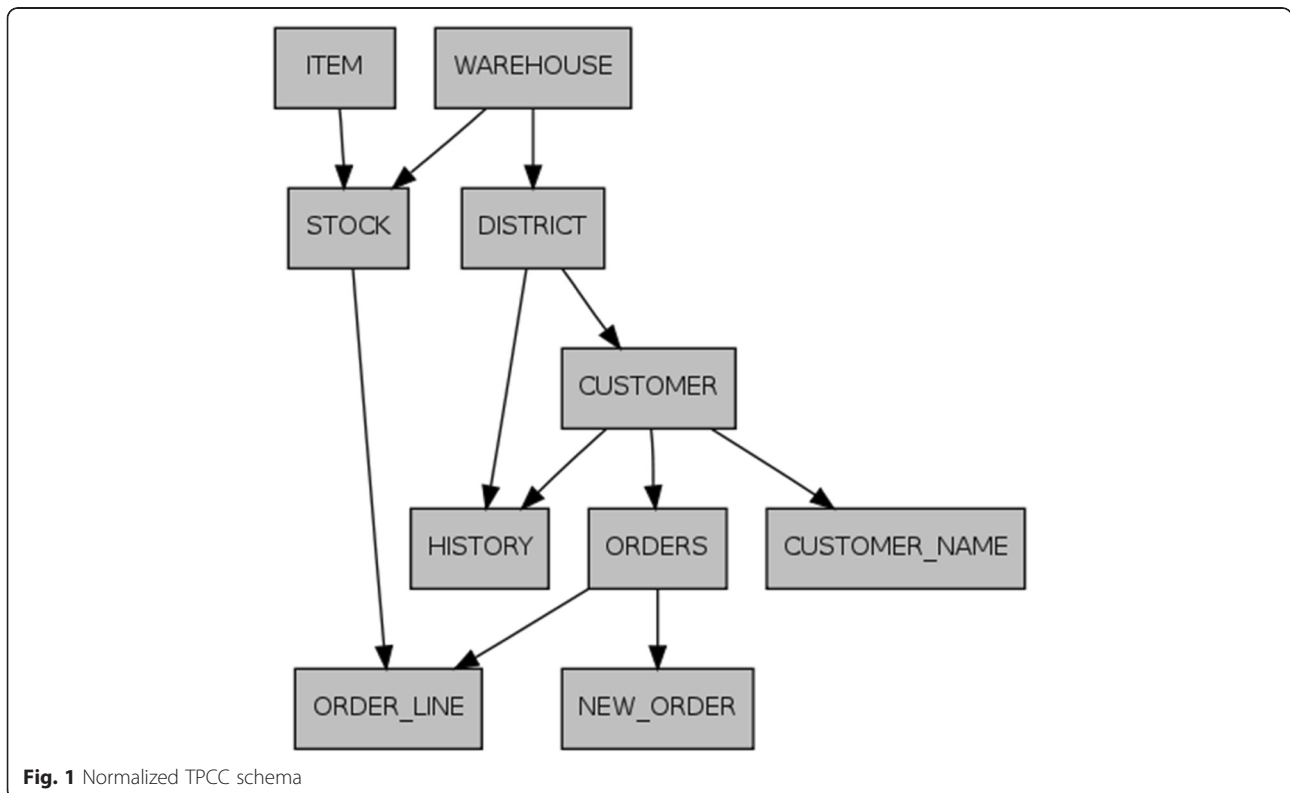 ITEM
WAREHOUSE
STOCK
DISTRICT
CUSTOMER
HISTORY
ORDERS
CUSTOMER_NAME
ORDER_LINE
NEW_ORDER
Fig. 1 Normalized TPCC schema